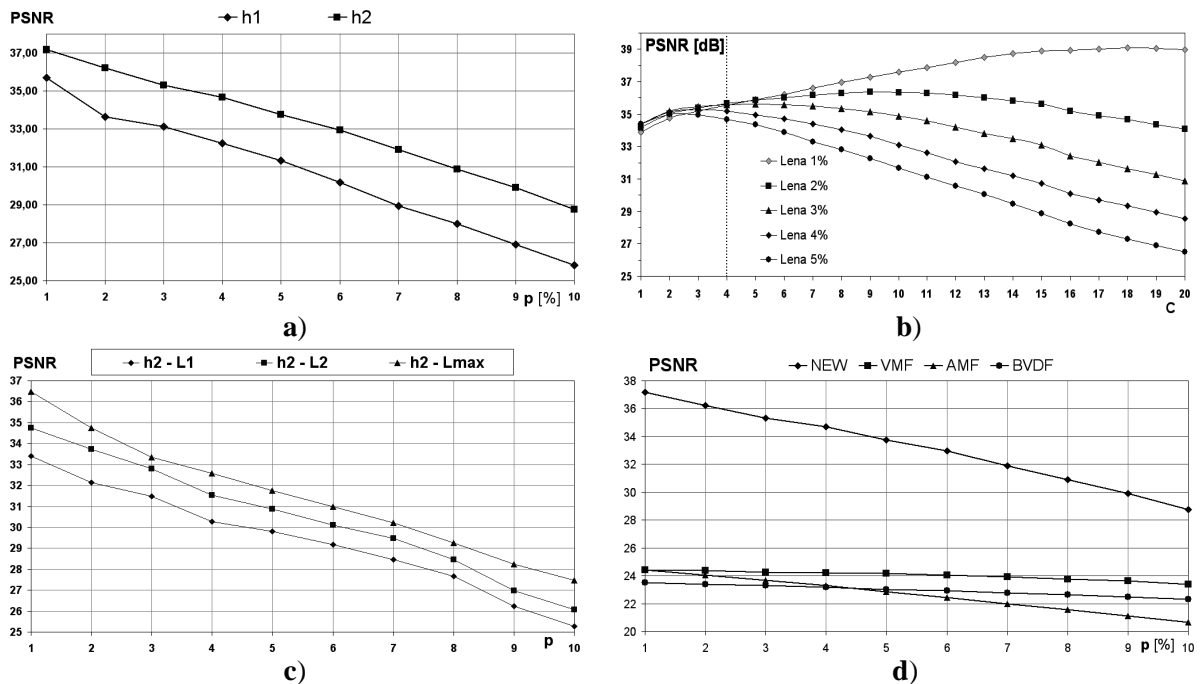 PSNR
h1 h2
37,00
35,00
33,00
31,00
29,00
27,00
25,00
1 2 3 4 5 6 7 8 9 10
p [%]
a)
PSNR [dB]
39
37
35
33
31
29
27
25
Lena 1%
Lena 2%
Lena 3%
Lena 4%
Lena 5%
1 2 3 4 5 6 7 8 9 10 11 12 13 14 15 16 17 18 19 20
C
b)
PSNR
h2 - L1 h2 - L2 h2 - Lmax
37
36
35
34
33
32
31
30
29
28
27
26
25
1 2 3 4 5 6 7 8 9 10
p
c)
PSNR
NEW VMF AMF BVDF
38
36
34
32
30
28
26
24
22
20
1 2 3 4 5 6 7 8 9 10
p [%]
d)